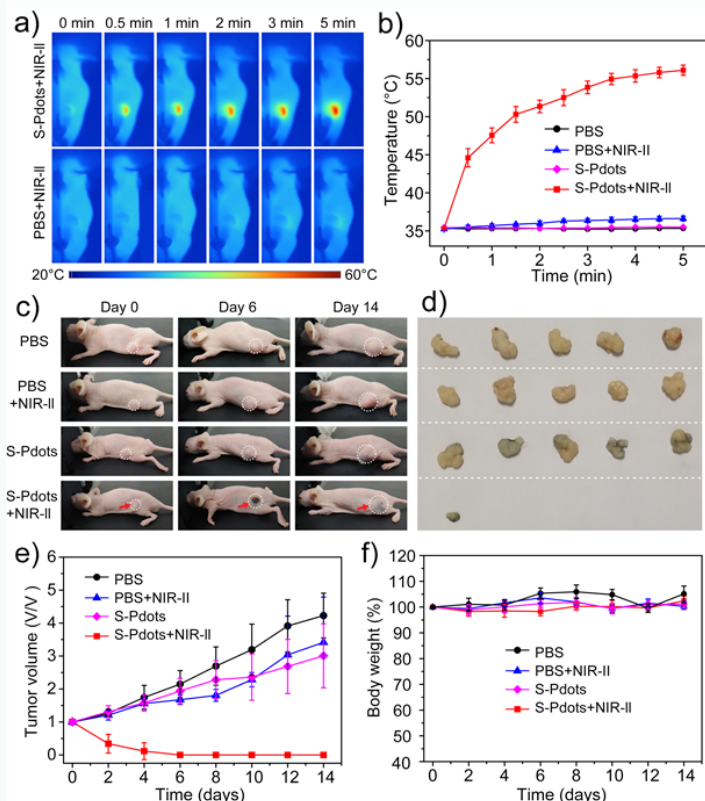 a) 0 min 0.5 min 1 min 2 min 3 min 5 min
S-Pdots+NIR-II
PBS+NIR-II
20°C 60°C
b)
60
55
50
45
40
35
30
Temperature (°C)
PBS
PBS+NIR-II
S-Pdots
S-Pdots+NIR-II
0 1 2 3 4 5
Time (min)
c) Day 0 Day 6 Day 14
PBS
PBS
+NIR-II
S-Pdots
S-Pdots
+NIR-II
d)
e)
6
5
4
3
2
1
0
Tumor volume (V/V)
PBS
PBS+NIR-II
S-Pdots
S-Pdots+NIR-II
0 2 4 6 8 10 12 14
Time (days)
f)
120
110
100
90
80
70
60
50
40
Body weight (%)
PBS
PBS+NIR-II
S-Pdots
S-Pdots+NIR-II
0 2 4 6 8 10 12 14
Time (days)